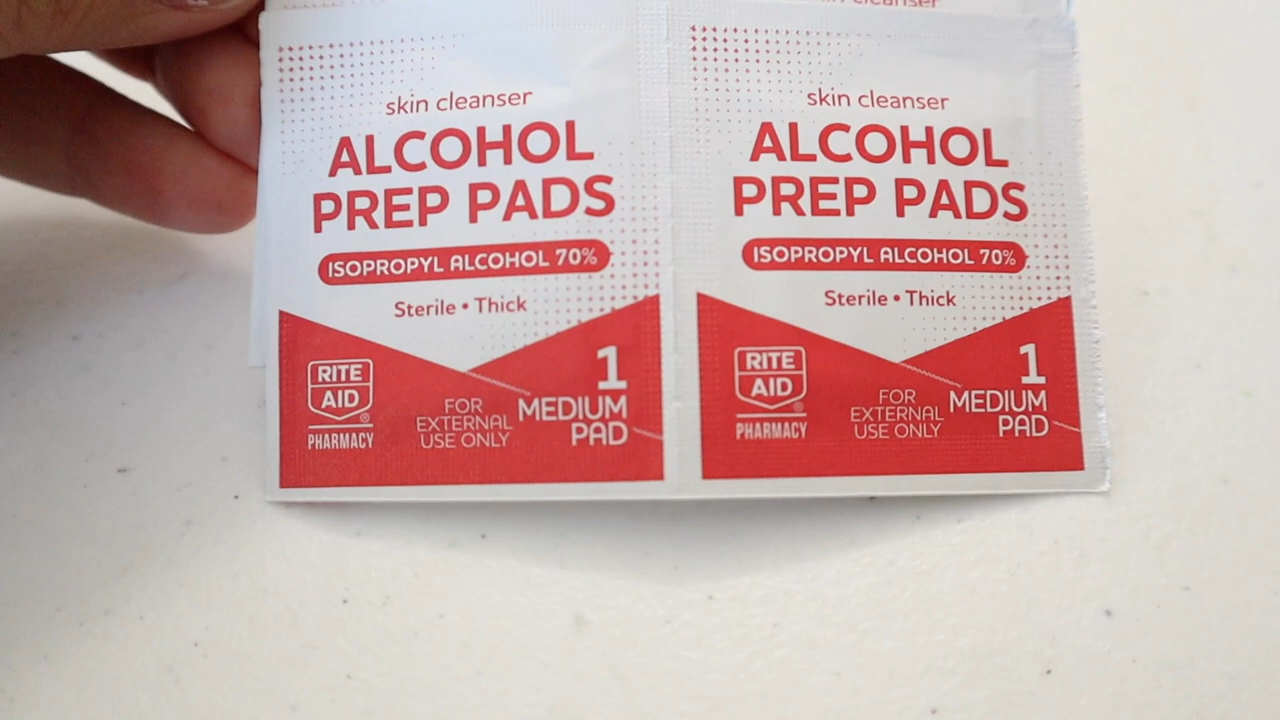 skin cleanser
skin cleanser
ALCOHOL
PREP PADS
ISOPROPYL ALCOHOL 70%
Sterile • Thick
RITE
AID
®
PHARMACY
FOR
EXTERNAL
USE ONLY
1
MEDIUM
PAD
skin cleanser
ALCOHOL
PREP PADS
ISOPROPYL ALCOHOL 70%
Sterile • Thick
RITE
AID
®
PHARMACY
FOR
EXTERNAL
USE ONLY
1
MEDIUM
PAD